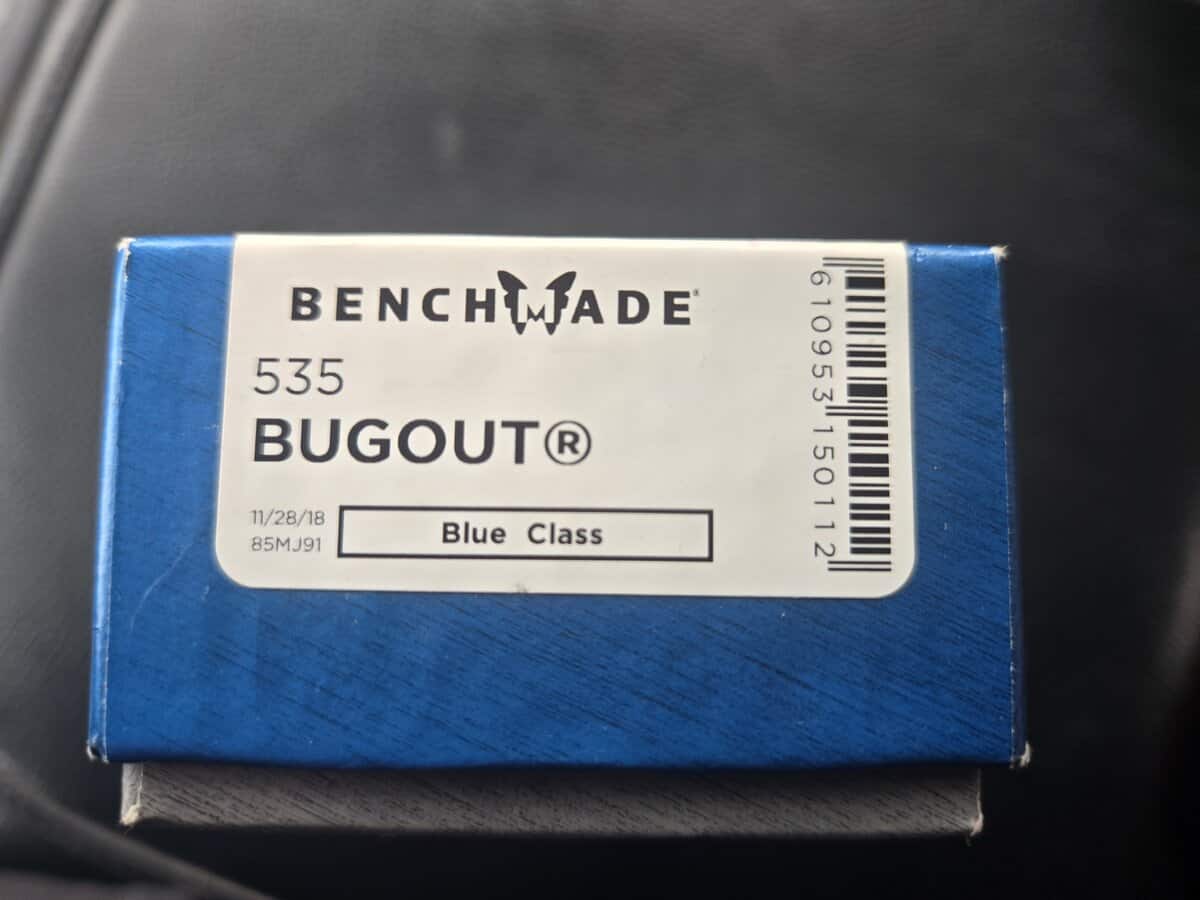 BENCHMADE®
535
BUGOUT®
11/28/18
85MJ91
Blue Class
610953150112